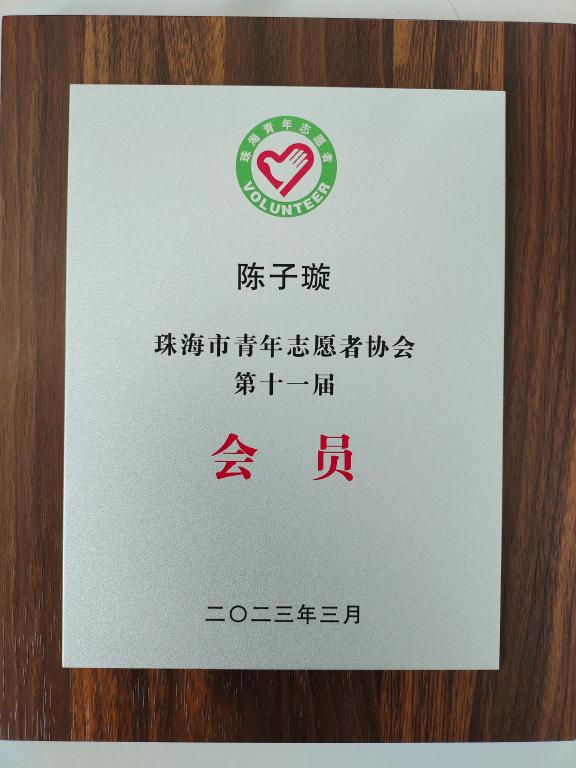 珠海青年志愿者
VOLUNTEER
陈子璇
珠海市青年志愿者协会
第十一届
会 员
二〇二三年三月